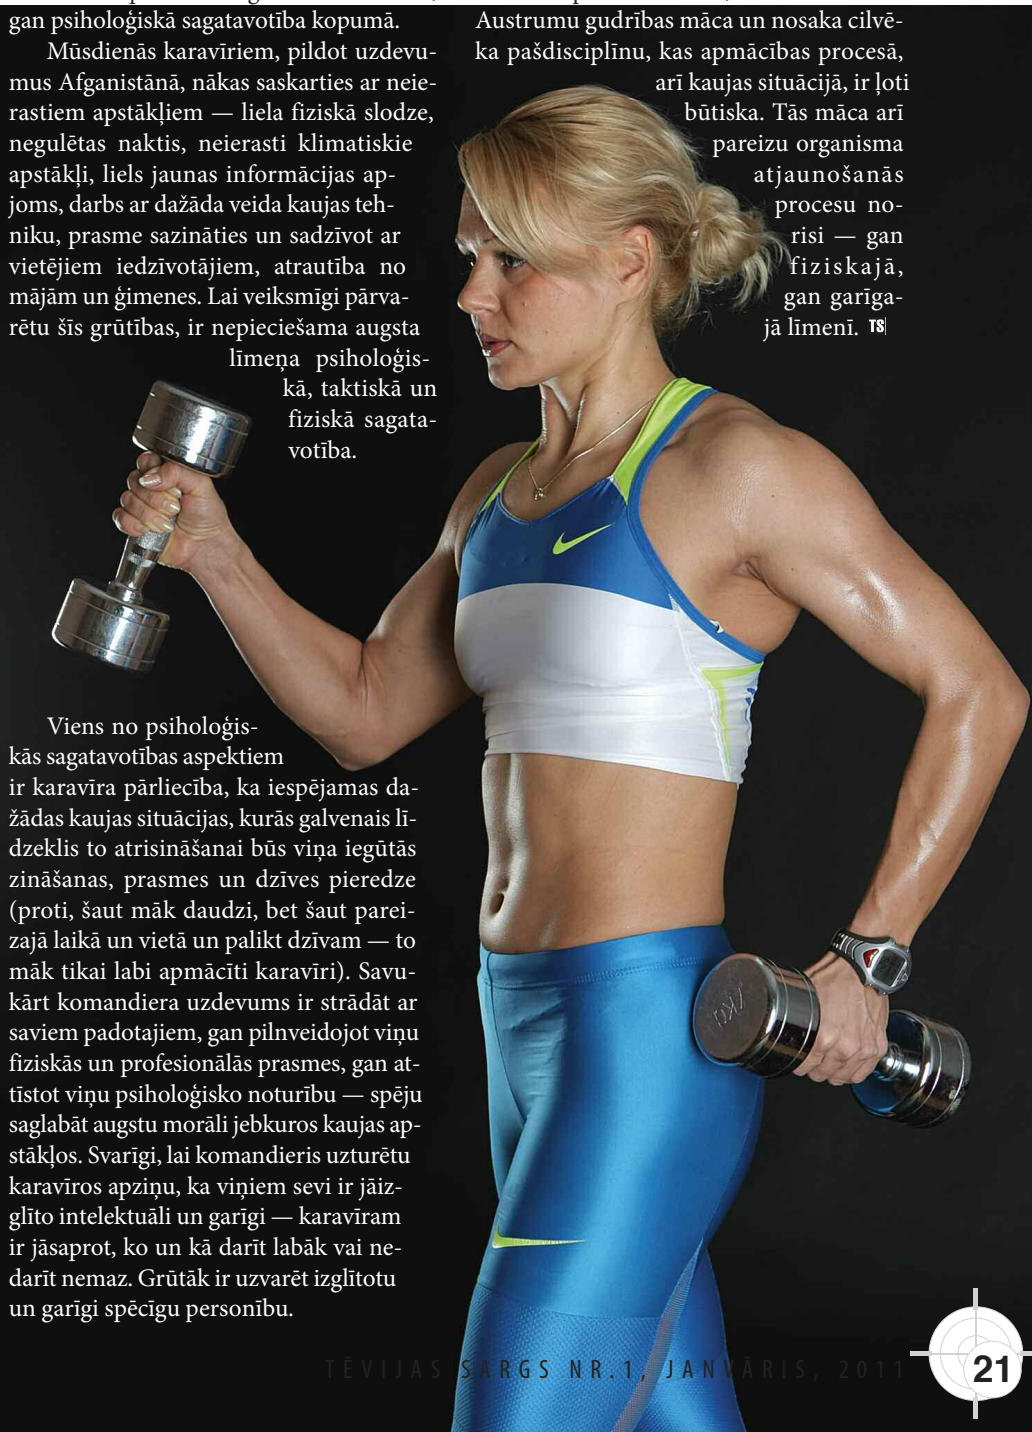 gan psiholoģiskā sagatavotība kopumā.
Mūsdienās karavīriem, pildot uzdevu-
mus Afganistānā, nākas saskarties ar neie-
rastiem apstākļiem — liela fiziskā slodze,
negulētas naktis, neierasti klimatiskie
apstākļi, liels jaunas informācijas ap-
joms, darbs ar dažāda veida kaujas teh-
niku, prasme sazināties un sadzīvot ar
vietējiem iedzīvotājiem, atrautība no
mājām un ģimenes. Lai veiksmīgi pārva-
rētu šīs grūtības, ir nepieciešama augsta
līmeņa psiholoģis-
kā, taktiskā un
fiziskā sagata-
votība.
Viens no psiholoģis-
kās sagatavotības aspektiem
ir karavīra pārliecība, ka iespējamas da-
žādas kaujas situācijas, kurās galvenais lī-
dzeklis to atrisināšanai būs viņa iegūtās
zināšanas, prasmes un dzīves pieredze
(proti, šaut māk daudzi, bet šaut parei-
zajā laikā un vietā un palikt dzīvam — to
māk tikai labi apmācīti karavīri). Savu-
kārt komandiera uzdevums ir strādāt ar
saviem padotajiem, gan pilnveidojot viņu
fiziskās un profesionālās prasmes, gan at-
tīstot viņu psiholoģisko noturību — spēju
saglabāt augstu morāli jebkuros kaujas ap-
stākļos. Svarīgi, lai komandieris uzturētu
karavīros apziņu, ka viņiem sevi ir jāiz-
glīto intelektuāli un garīgi — karavīram
ir jāsaprot, ko un kā darīt labāk vai ne-
darīt nemaz. Grūtāk ir uzvarēt izglītotu
un garīgi spēcīgu personību.
Austrumu gudrības māca un nosaka cilvē-
ka pašdisciplīnu, kas apmācības procesā,
arī kaujas situācijā, ir ļoti
būtiska. Tās māca arī
pareizu organisma
atjaunošanās
procesu no-
risi — gan
fiziskajā,
gan garīga-
jā līmenī. TS
TĒVIJAS SARGS NR.1, JANVĀRIS, 2011
21